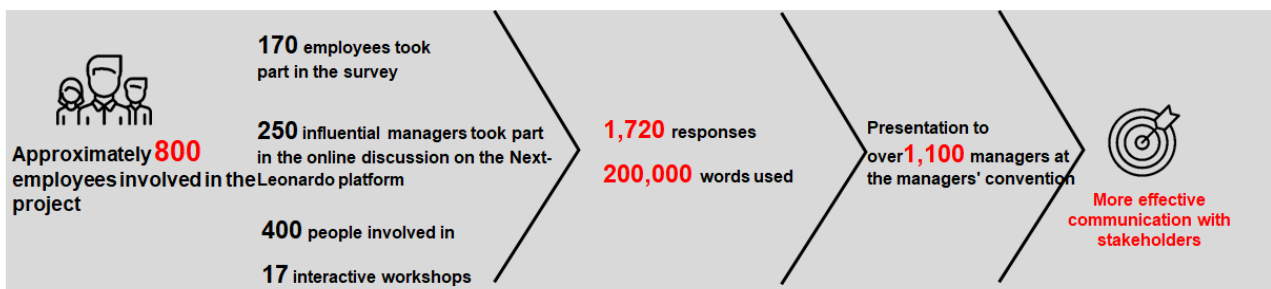 Approximately 800
employees involved in the
project
170 employees took
part in the survey
250 influential managers took part
in the online discussion on the Next-
Leonardo platform
400 people involved in
17 interactive workshops
1,720 responses
200,000 words used
Presentation to
over 1,100 managers at
the managers' convention
More effective
communication with
stakeholders